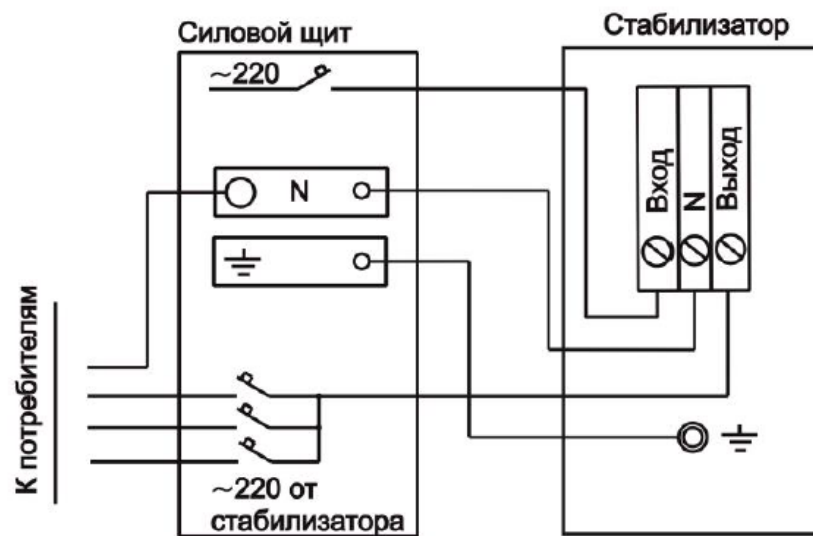 Силовой щит
Стабилизатор
~220
Вход
N
Выход
N
К потребителям
~220 от
стабилизатора